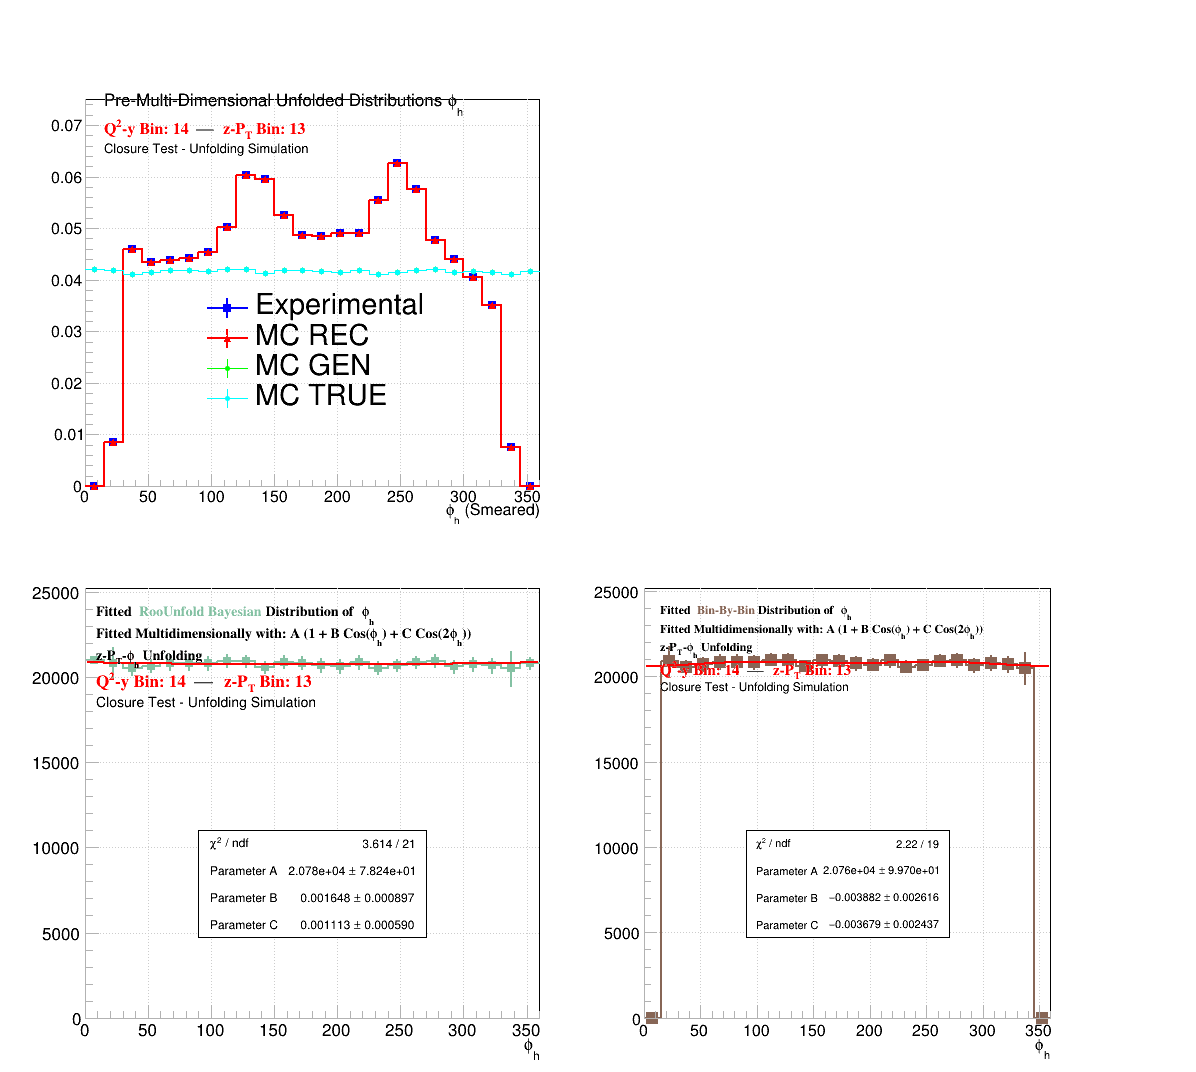 Pre-Multi-Dimensional Unfolded Distributions ϕh
Q²-y Bin: 14 — z-PT Bin: 13
Closure Test - Unfolding Simulation
0.07
0.06
0.05
0.04
0.03
0.02
0.01
0
Experimental
MC REC
MC GEN
MC TRUE
0 50 100 150 200 250 300 350
ϕh (Smeared)
Fitted RooUnfold Bayesian Distribution of ϕh
Fitted Multidimensionally with: A (1 + B Cos(ϕh) + C Cos(2ϕh))
z-PT-ϕh Unfolding
Q²-y Bin: 14 — z-PT Bin: 13
Closure Test - Unfolding Simulation
25000
20000
15000
10000
5000
0
χ² / ndf 3.614 / 21
Parameter A 2.078e+04 ± 7.824e+01
Parameter B 0.001648 ± 0.000897
Parameter C 0.001113 ± 0.000590
0 50 100 150 200 250 300 350
ϕh
Fitted Bin-By-Bin Distribution of ϕh
Fitted Multidimensionally with: A (1 + B Cos(ϕh) + C Cos(2ϕh))
z-PT-ϕh Unfolding
Q²-y Bin: 14 — z-PT Bin: 13
Closure Test - Unfolding Simulation
25000
20000
15000
10000
5000
0
χ² / ndf 2.22 / 19
Parameter A 2.076e+04 ± 9.970e+01
Parameter B −0.003882 ± 0.002616
Parameter C −0.003679 ± 0.002437
0 50 100 150 200 250 300 350
ϕh